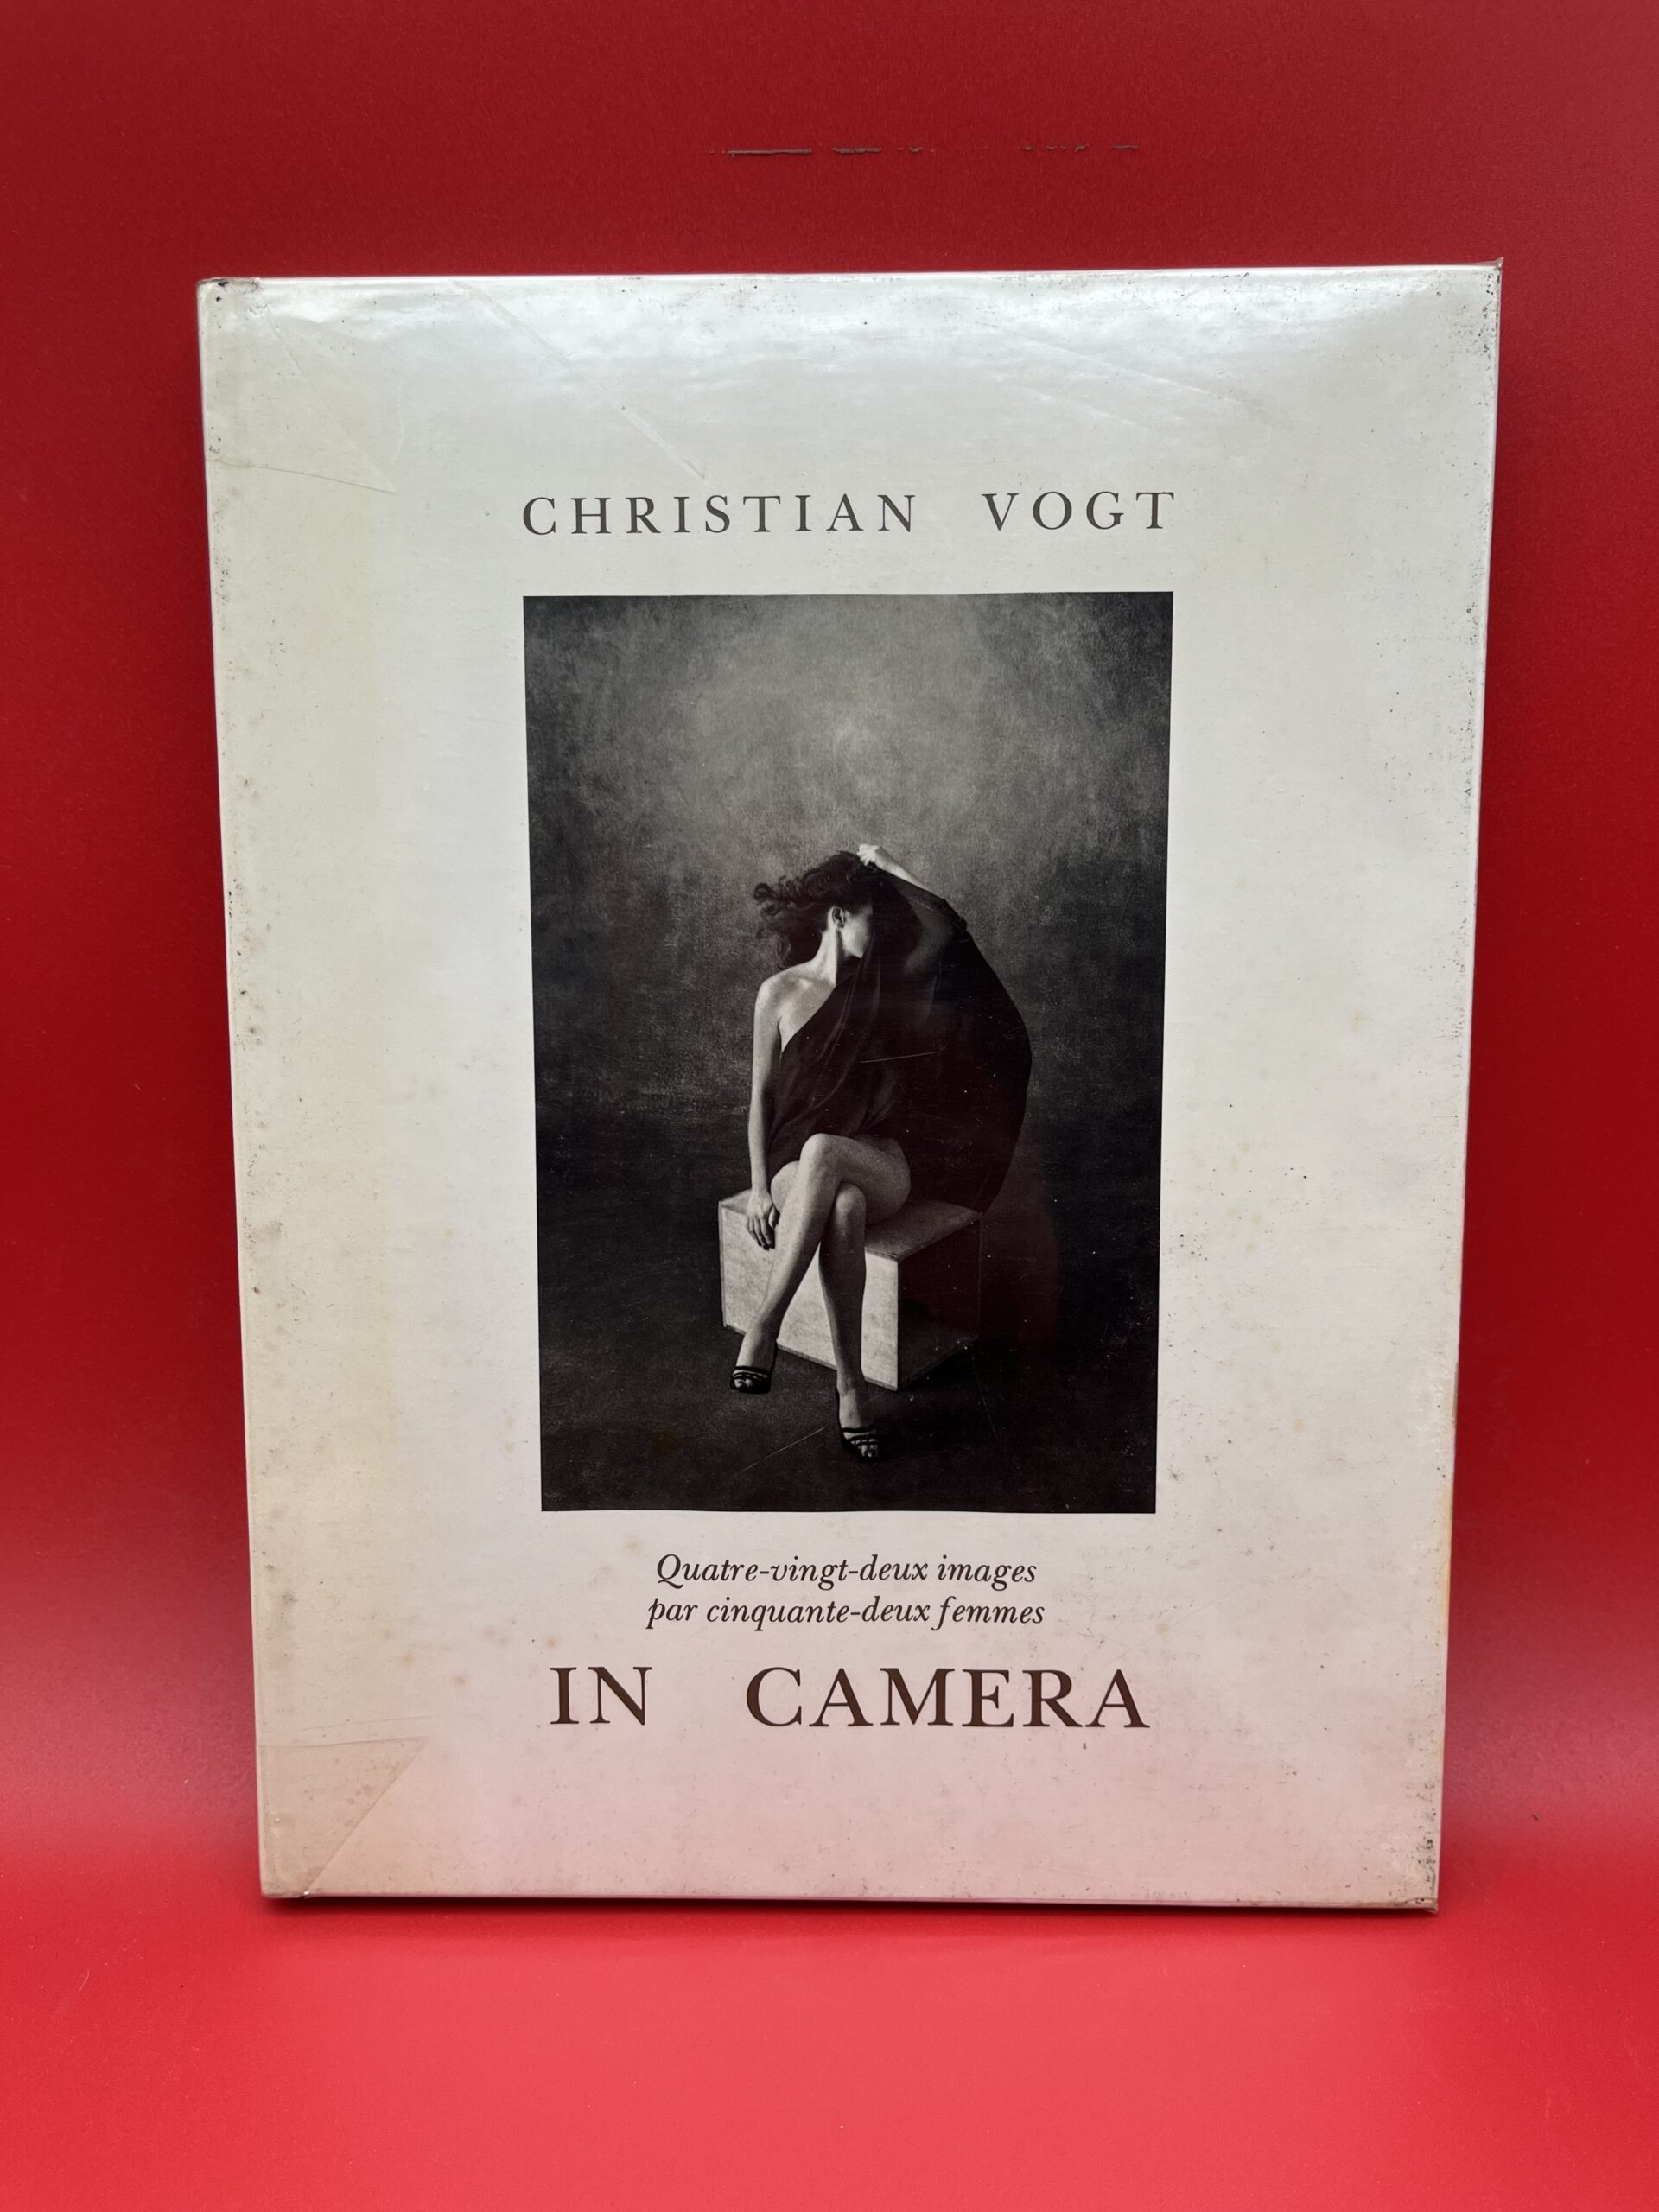 CHRISTIAN VOGT
Quatre-vingt-deux images
par cinquante-deux femmes
IN CAMERA